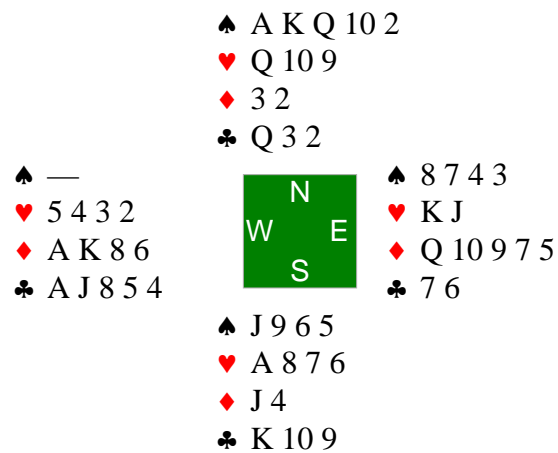 ♠ A K Q 10 2
♥ Q 10 9
♦ 3 2
♣ Q 3 2
♠ —
♥ 5 4 3 2
♦ A K 8 6
♣ A J 8 5 4
N
W E
S
♠ 8 7 4 3
♥ K J
♦ Q 10 9 7 5
♣ 7 6
♠ J 9 6 5
♥ A 8 7 6
♦ J 4
♣ K 10 9